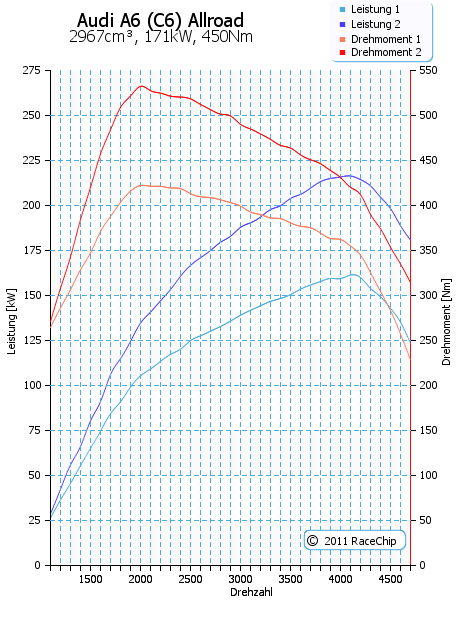 Audi A6 (C6) Allroad
2967cm³, 171kW, 450Nm
Leistung 1
Leistung 2
Drehmoment 1
Drehmoment 2
275
250
225
200
175
150
125
100
75
50
25
0
Leistung [kW]
550
500
450
400
350
300
250
200
150
100
50
0
Drehmoment [Nm]
© 2011 RaceChip
1500 2000 2500 3000 3500 4000 4500
Drehzahl